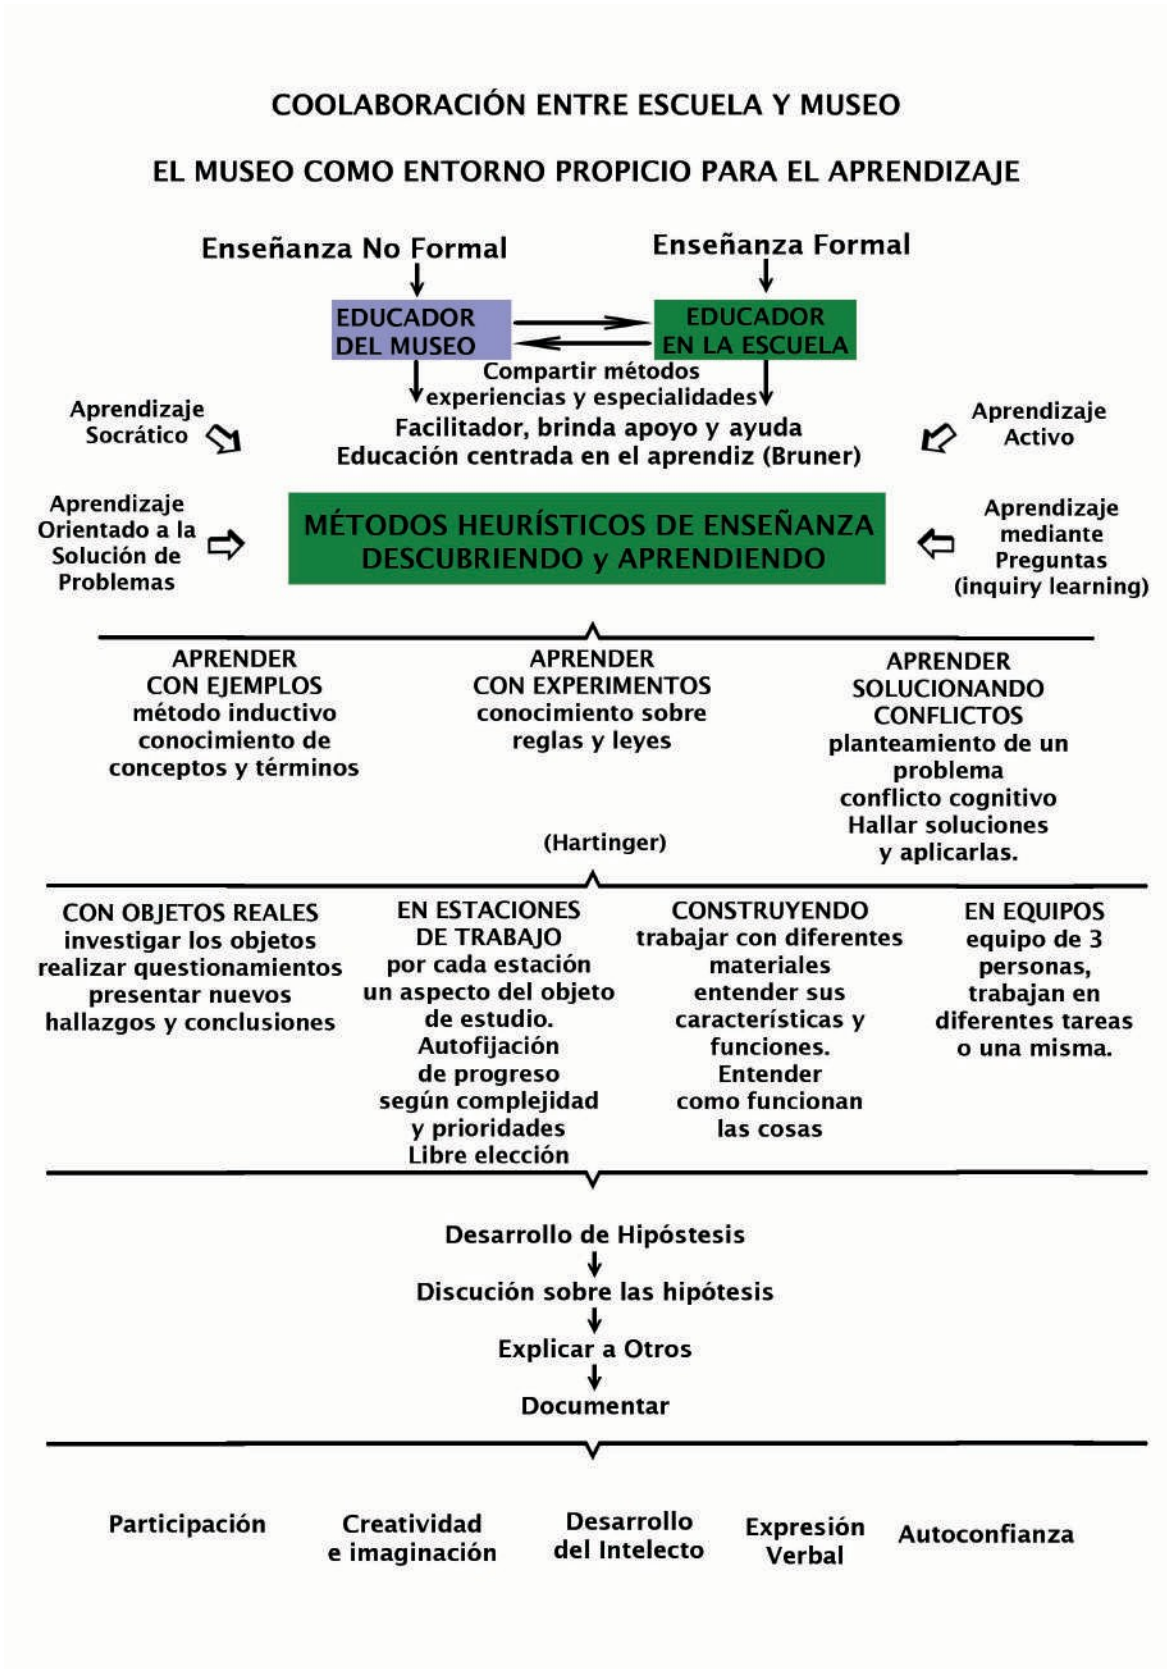 COOLABORACIÓN ENTRE ESCUELA Y MUSEO
EL MUSEO COMO ENTORNO PROPICIO PARA EL APRENDIZAJE
Enseñanza No Formal
Enseñanza Formal
EDUCADOR
DEL MUSEO
EDUCADOR
EN LA ESCUELA
Compartir métodos
experiencias y especialidades
Facilitador, brinda apoyo y ayuda
Educación centrada en el aprendiz (Bruner)
Aprendizaje
Socrático
Aprendizaje
Activo
Aprendizaje
Orientado a la
Solución de
Problemas
MÉTODOS HEURÍSTICOS DE ENSEÑANZA
DESCUBRIENDO y APRENDIENDO
Aprendizaje
mediante
Preguntas
(inquiry learning)
APRENDER
CON EJEMPLOS
método inductivo
conocimiento de
conceptos y términos
APRENDER
CON EXPERIMENTOS
conocimiento sobre
reglas y leyes
(Hartinger)
APRENDER
SOLUCIONANDO
CONFLICTOS
planteamiento de un
problema
conflicto cognitivo
Hallar soluciones
y aplicarlas.
CON OBJETOS REALES
investigar los objetos
realizar questionamientos
presentar nuevos
hallazgos y conclusiones
EN ESTACIONES
DE TRABAJO
por cada estación
un aspecto del objeto
de estudio.
Autofijación
de progreso
según complejidad
y prioridades
Libre elección
CONSTRUYENDO
trabajar con diferentes
materiales
entender sus
características y
funciones.
Entender
como funcionan
las cosas
EN EQUIPOS
equipo de 3
personas,
trabajan en
diferentes tareas
o una misma.
Desarrollo de Hipóstesis
Discución sobre las hipótesis
Explicar a Otros
Documentar
Participación
Creatividad
e imaginación
Desarrollo
del Intelecto
Expresión
Verbal
Autoconfianza